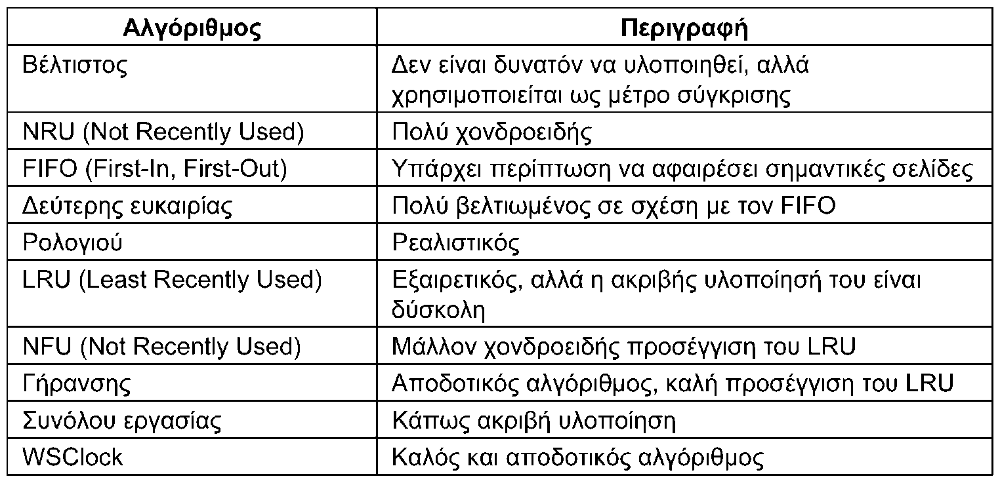 Αλγόριθμος Περιγραφή
Βέλτιστος Δεν είναι δυνατόν να υλοποιηθεί, αλλά
χρησιμοποιείται ως μέτρο σύγκρισης
NRU (Not Recently Used) Πολύ χονδροειδής
FIFO (First-In, First-Out) Υπάρχει περίπτωση να αφαιρέσει σημαντικές σελίδες
Δεύτερης ευκαιρίας Πολύ βελτιωμένος σε σχέση με τον FIFO
Ρολογιού Ρεαλιστικός
LRU (Least Recently Used) Εξαιρετικός, αλλά η ακριβής υλοποίησή του είναι
δύσκολη
NFU (Not Recently Used) Μάλλον χονδροειδής προσέγγιση του LRU
Γήρανσης Αποδοτικός αλγόριθμος, καλή προσέγγιση του LRU
Συνόλου εργασίας Κάπως ακριβή υλοποίηση
WSClock Καλός και αποδοτικός αλγόριθμος